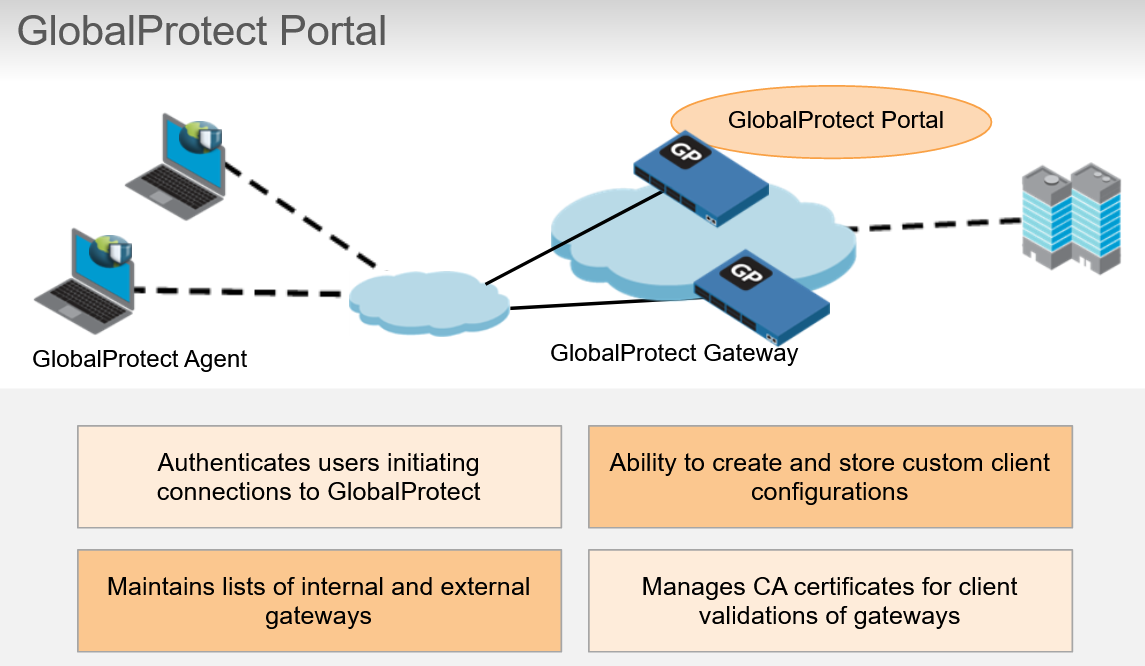 GlobalProtect Portal
GlobalProtect Portal
GP
GP
GlobalProtect Agent
GlobalProtect Gateway
Authenticates users initiating
connections to GlobalProtect
Ability to create and store custom client
configurations
Maintains lists of internal and external
gateways
Manages CA certificates for client
validations of gateways